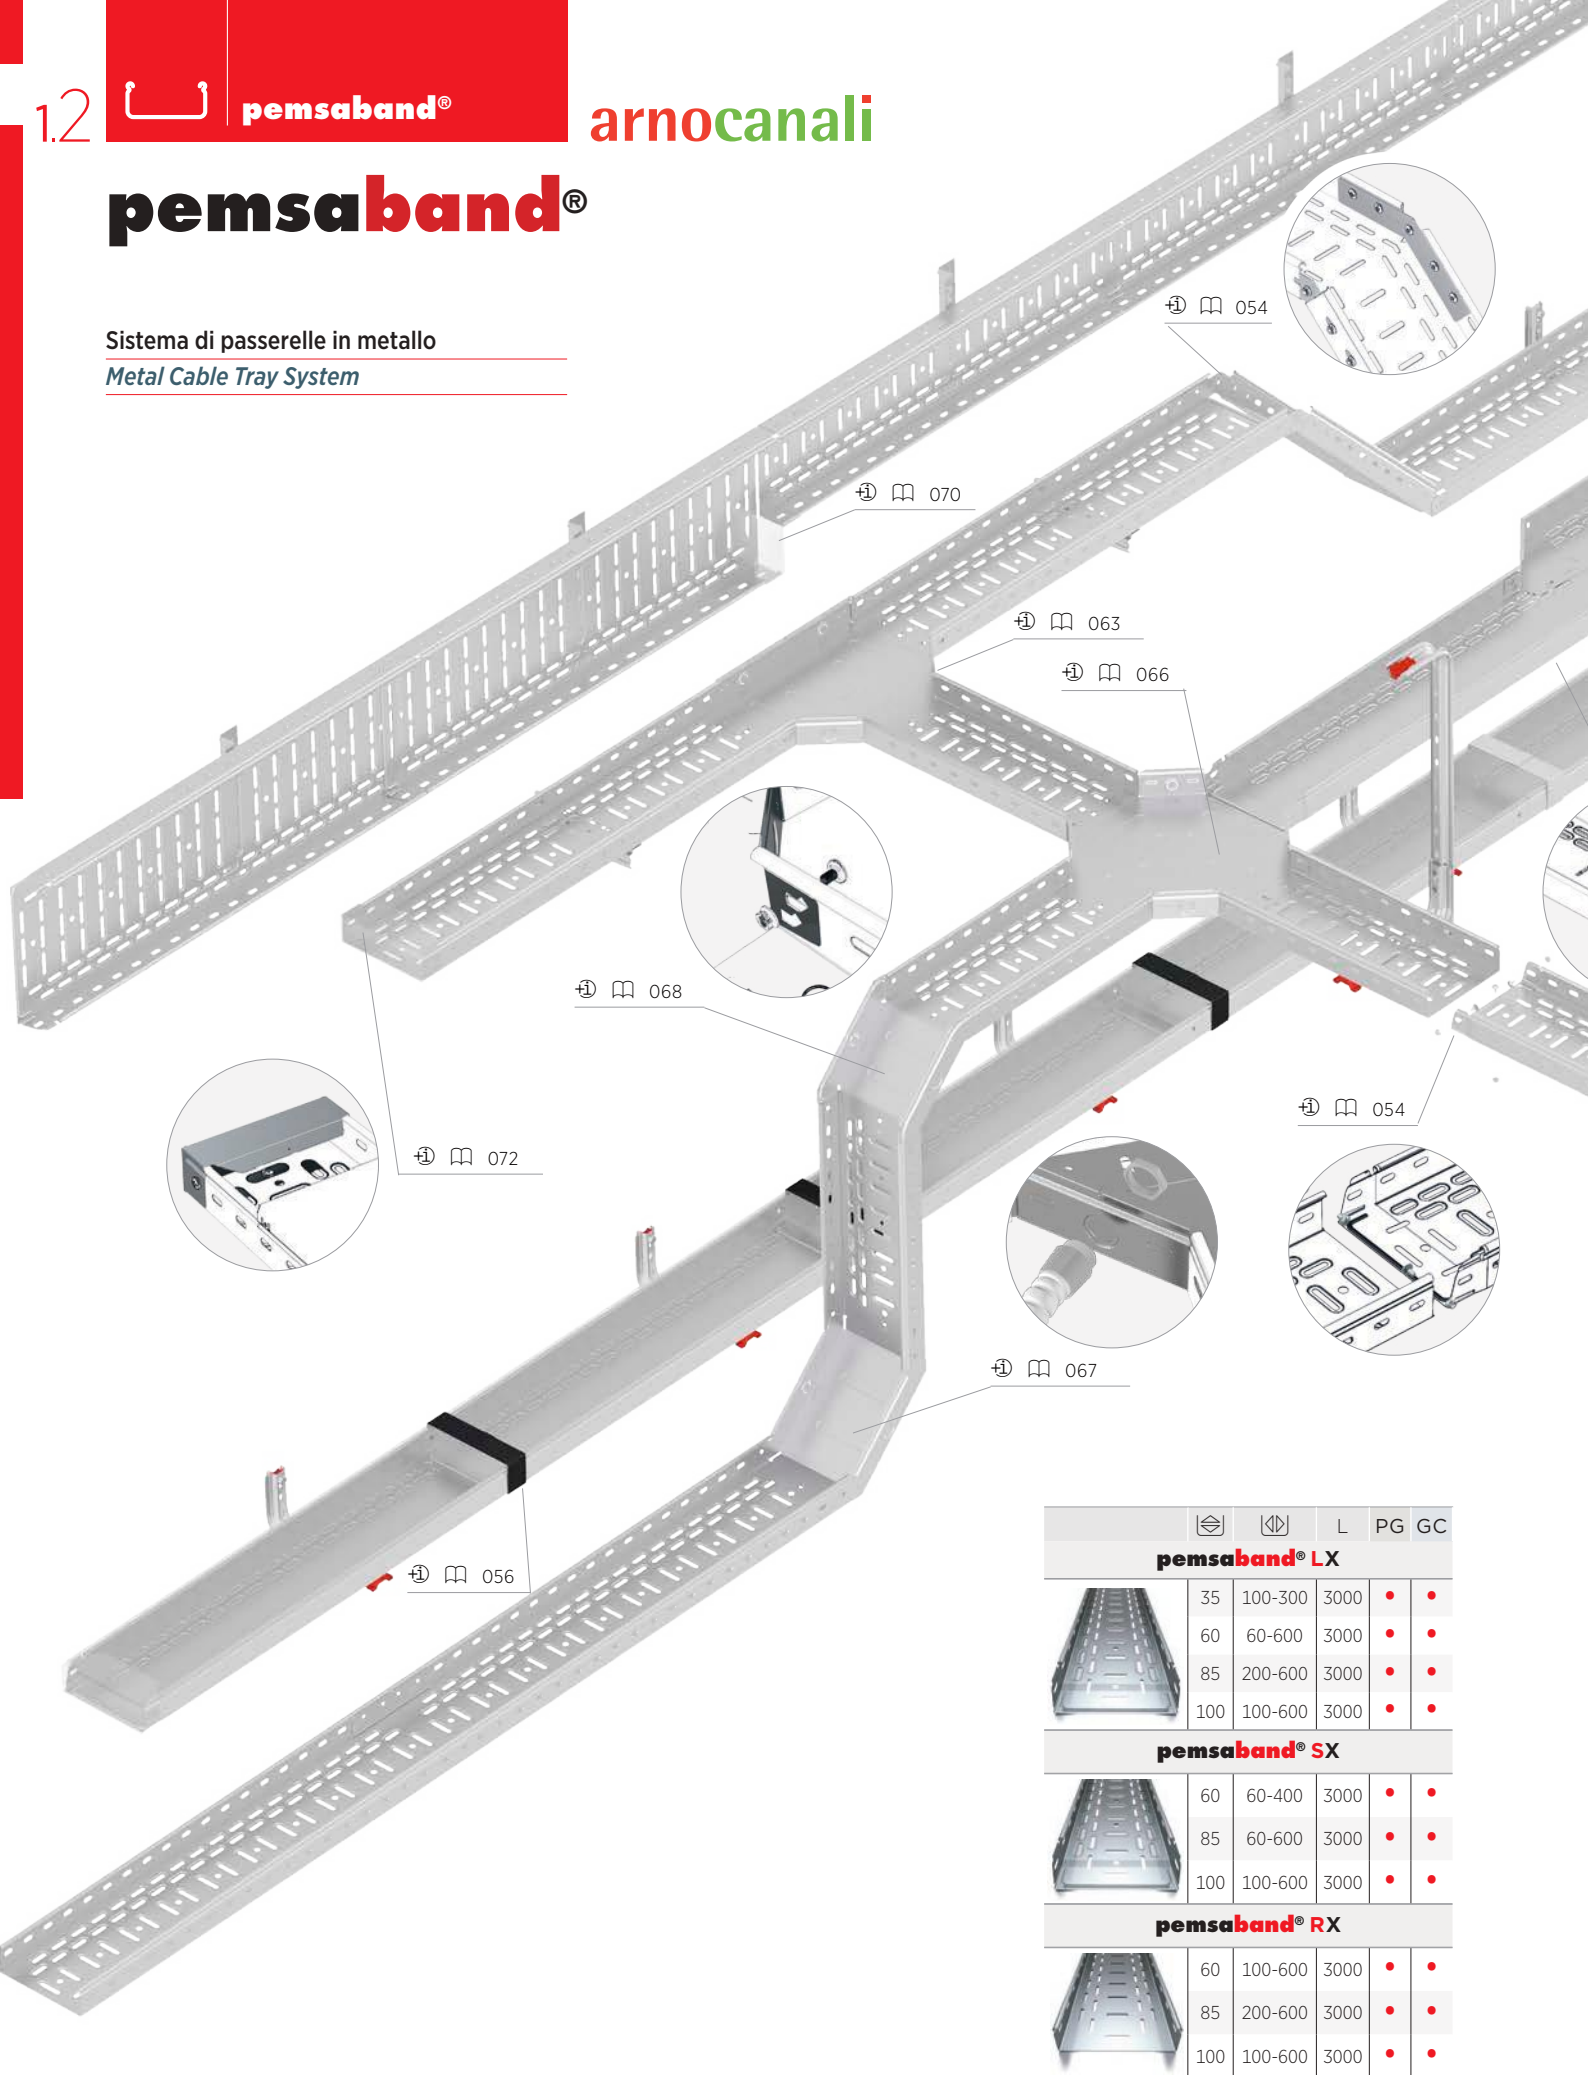 1.2
pemsaband®
arnocanali
pemsaband®
Sistema di passerelle in metallo
Metal Cable Tray System
+i 054
+i 070
+i 063
+i 066
+i 068
+i 072
+i 054
+i 067
+i 056
L PG GC
pemsaband® LX
35 100-300 3000 • •
60 60-600 3000 • •
85 200-600 3000 • •
100 100-600 3000 • •
pemsaband® SX
60 60-400 3000 • •
85 60-600 3000 • •
100 100-600 3000 • •
pemsaband® RX
60 100-600 3000 • •
85 200-600 3000 • •
100 100-600 3000 • •